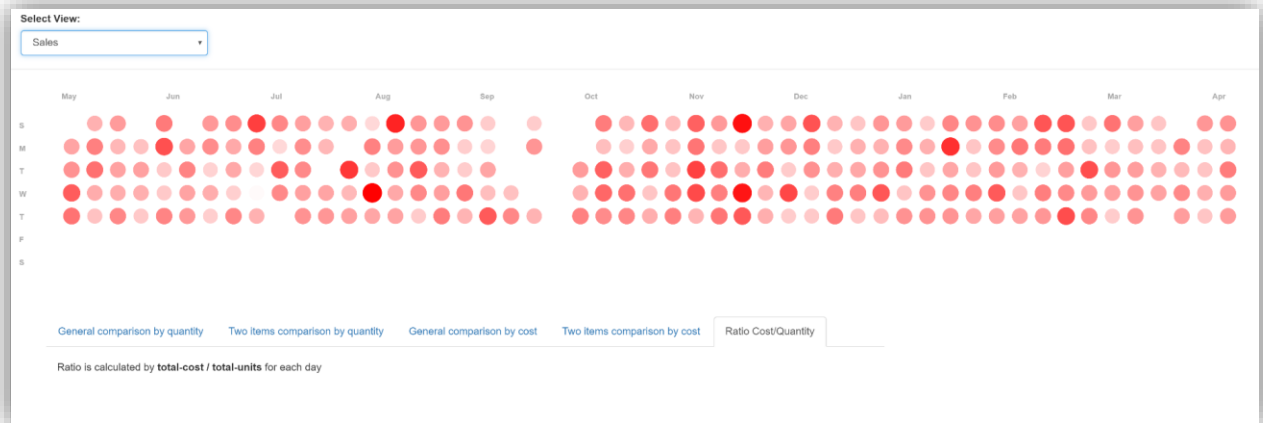 Select View:
Sales
May Jun Jul Aug Sep Oct Nov Dec Jan Feb Mar Apr
S
M
T
W
T
F
S
General comparison by quantity Two items comparison by quantity General comparison by cost Two items comparison by cost Ratio Cost/Quantity
Ratio is calculated by total-cost / total-units for each day